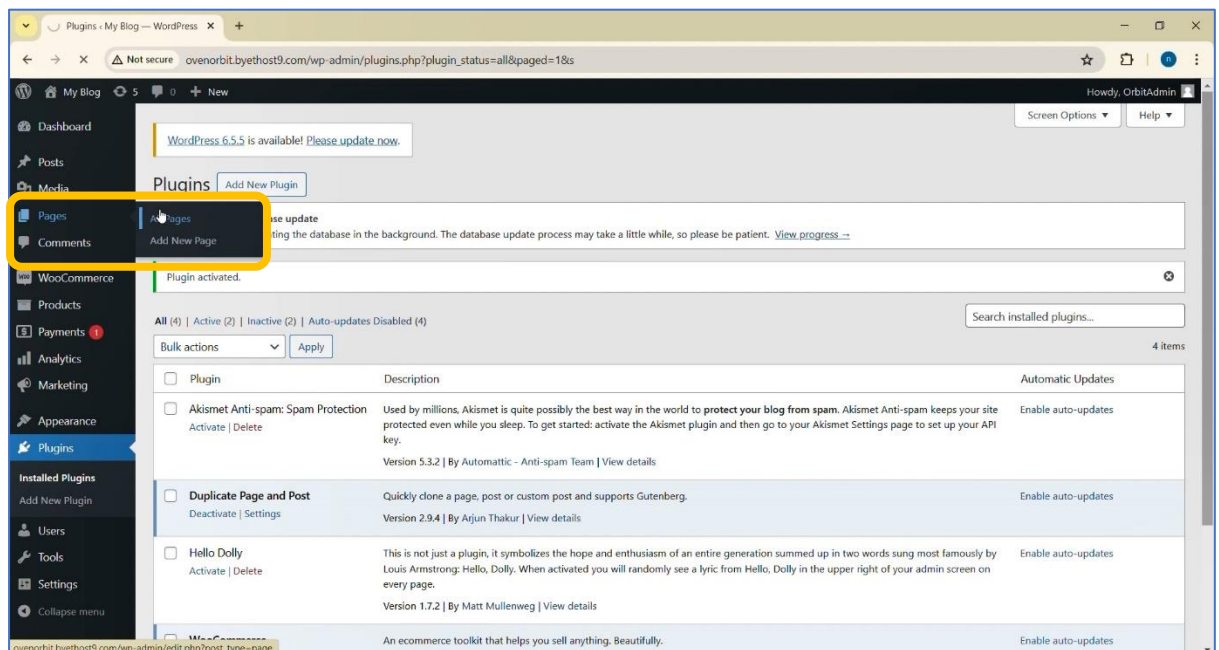 Plugins ‹ My Blog — WordPress
Not secure ovenorbit.byethost9.com/wp-admin/plugins.php?plugin_status=all&paged=1&s
n
My Blog 5 0 + New
Howdy, OrbitAdmin
Screen Options ▼ Help ▼
Dashboard
WordPress 6.5.5 is available! Please update now.
Posts
Media
Plugins Add New Plugin
Pages
Pages
se update
Comments
Add New Page
ting the database in the background. The database update process may take a little while, so please be patient. View progress →
WooCommerce
Plugin activated.
Products
Payments 1
All (4) | Active (2) | Inactive (2) | Auto-updates Disabled (4)
Search installed plugins...
Bulk actions Apply
4 items
Analytics
Marketing
Plugin Description Automatic Updates
Appearance
Akismet Anti-spam: Spam Protection
Activate | Delete
Used by millions, Akismet is quite possibly the best way in the world to protect your blog from spam. Akismet Anti-spam keeps your site
protected even while you sleep. To get started: activate the Akismet plugin and then go to your Akismet Settings page to set up your API
key.
Version 5.3.2 | By Automattic - Anti-spam Team | View details
Enable auto-updates
Plugins
Installed Plugins
Add New Plugin
Duplicate Page and Post
Deactivate | Settings
Quickly clone a page, post or custom post and supports Gutenberg.
Version 2.9.4 | By Arjun Thakur | View details
Enable auto-updates
Users
Tools
Settings
Collapse menu
Hello Dolly
Activate | Delete
This is not just a plugin, it symbolizes the hope and enthusiasm of an entire generation summed up in two words sung most famously by
Louis Armstrong: Hello, Dolly. When activated you will randomly see a lyric from Hello, Dolly in the upper right of your admin screen on
every page.
Version 1.7.2 | By Matt Mullenweg | View details
Enable auto-updates
WooCommerce
An ecommerce toolkit that helps you sell anything. Beautifully.
Enable auto-updates
ovenorbit.byethost9.com/wp-admin/edit.php?post_type=page